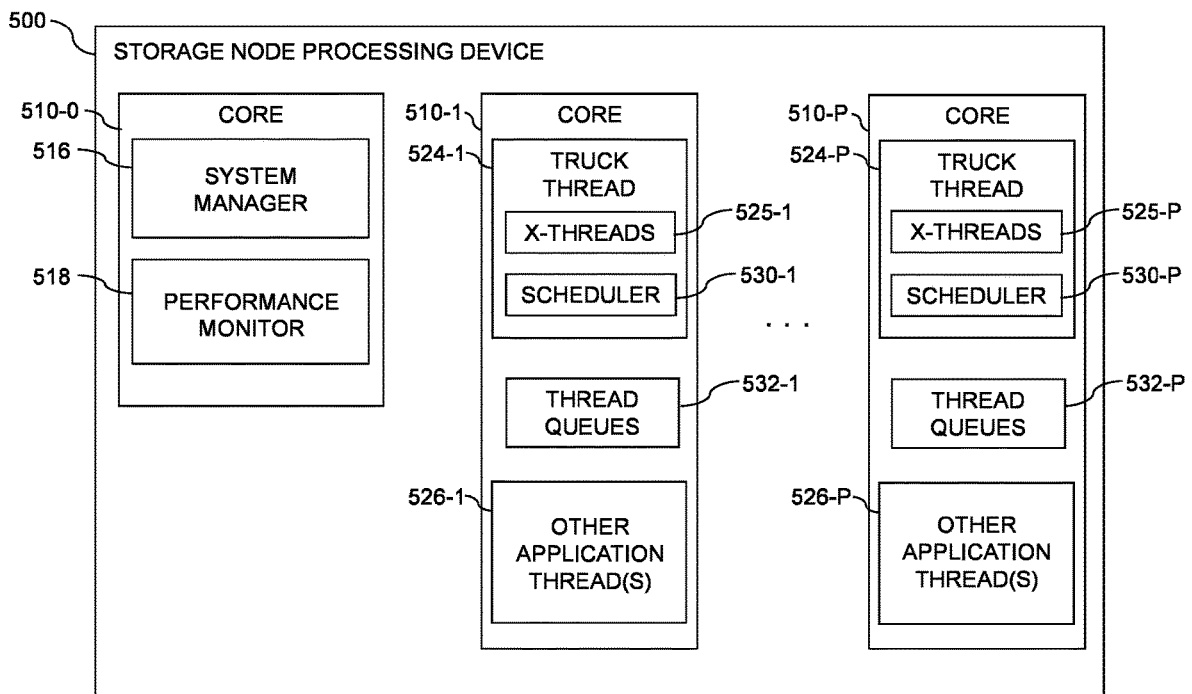 500
STORAGE NODE PROCESSING DEVICE
510-0
CORE
516
SYSTEM
MANAGER
518
PERFORMANCE
MONITOR
510-1
CORE
524-1
TRUCK
THREAD
X-THREADS
525-1
SCHEDULER
530-1
THREAD
QUEUES
532-1
526-1
OTHER
APPLICATION
THREAD(S)
. . .
510-P
CORE
524-P
TRUCK
THREAD
X-THREADS
525-P
SCHEDULER
530-P
THREAD
QUEUES
532-P
526-P
OTHER
APPLICATION
THREAD(S)